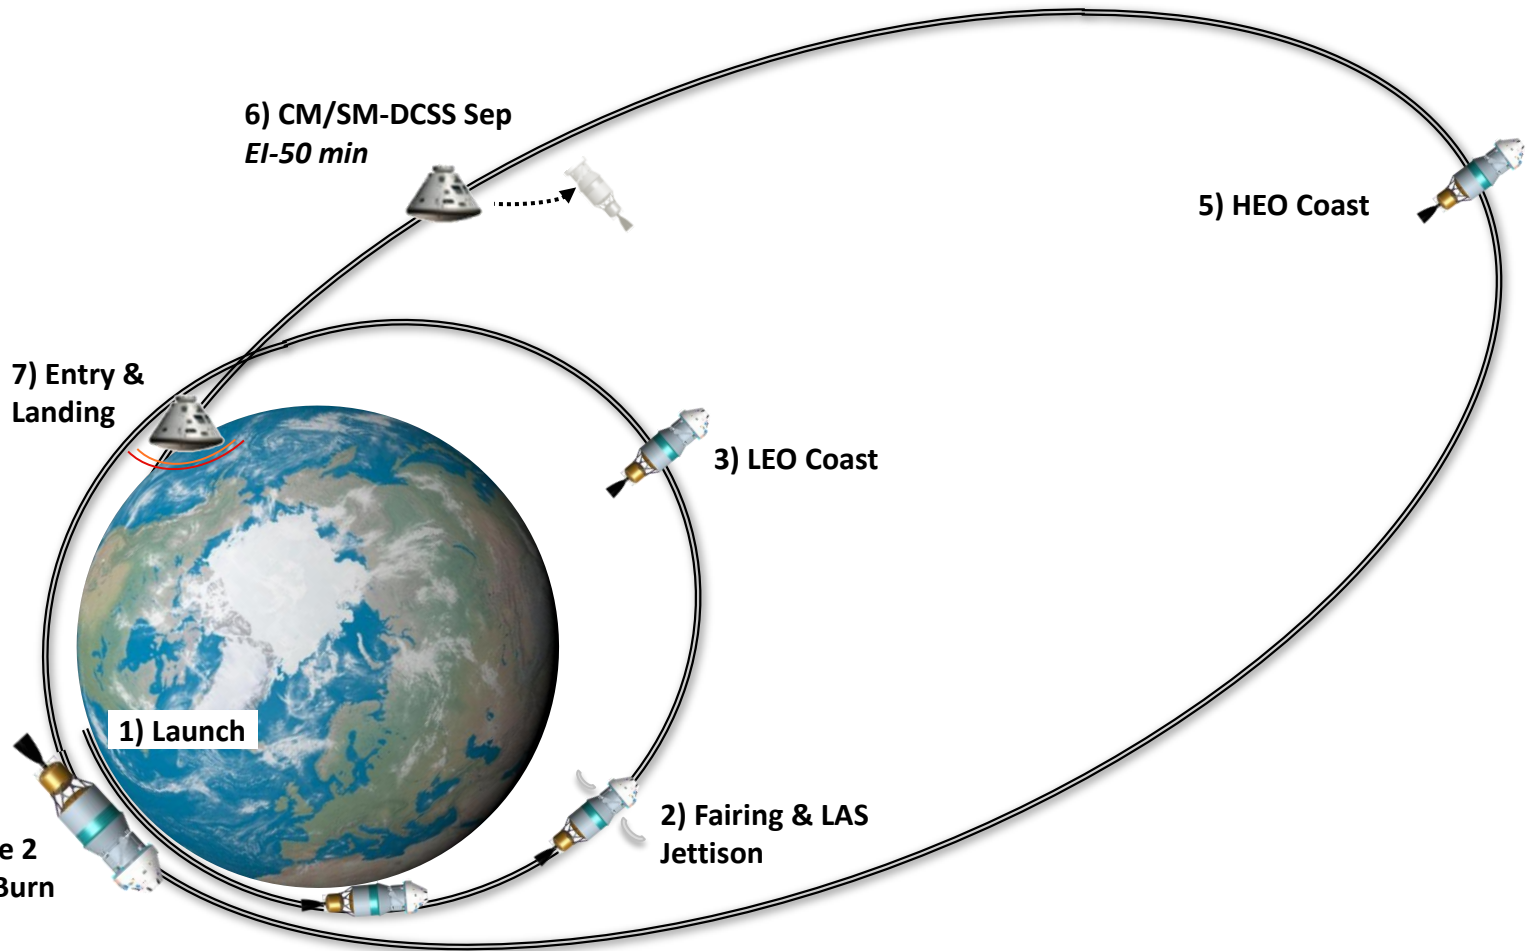 1) Launch
2) Fairing & LAS
Jettison
3) LEO Coast
e 2
Burn
5) HEO Coast
6) CM/SM-DCSS Sep
EI-50 min
7) Entry &
Landing